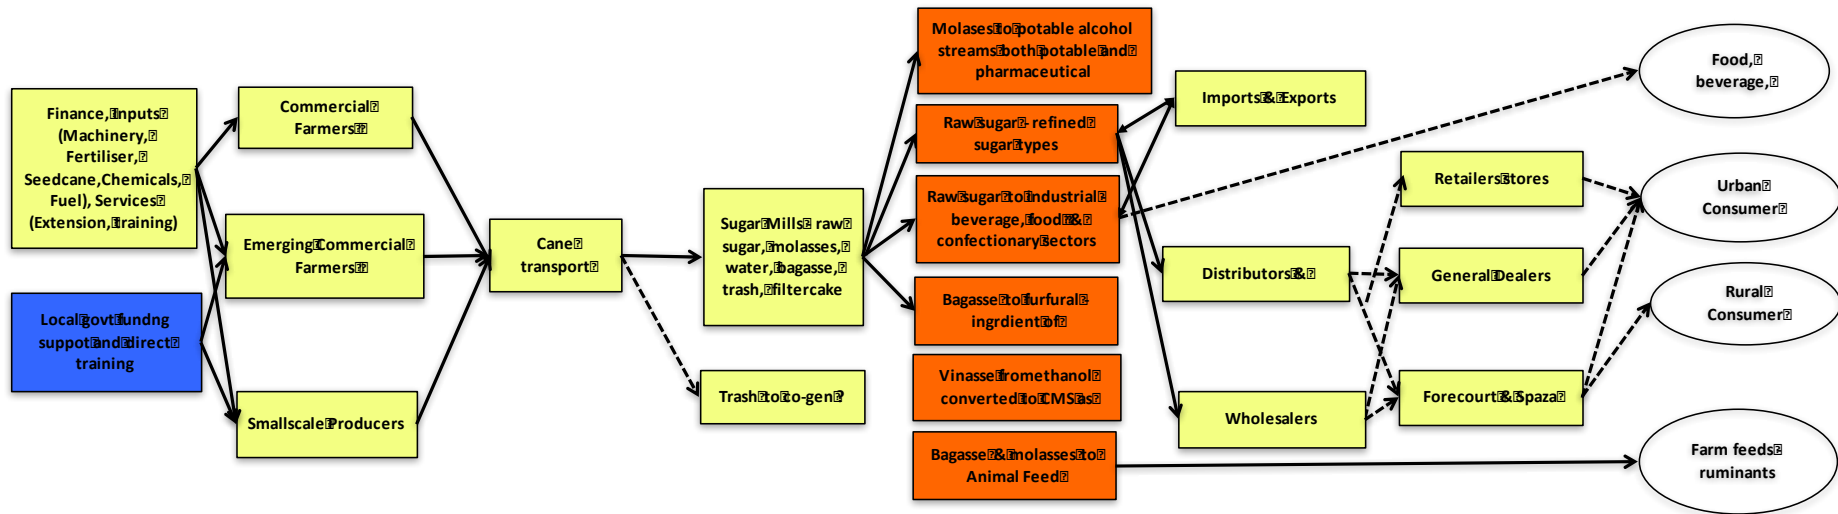 Finance, Inputs
(Machinery,
Fertiliser,
Seedcane,Chemicals,
Fuel), Services
(Extension, training)
Local govt fundng
suppot and direct
training
Commercial
Farmers
Emerging Commercial
Farmers
Smallscale Producers
Cane
transport
Sugar Mills - raw
sugar, molasses,
water, bagasse,
trash, filtercake
Trash to co-gen?
Molases to potable alcohol
streams both potable and
pharmaceutical
Raw sugar - refined
sugar types
Raw sugar to industrial -
beverage, food &
confectionary sectors
Bagasse to furfural -
ingrdient of
Vinasse from ethanol
converted to CMS as
Bagasse & molasses to
Animal Feed
Imports & Exports
Distributors &
Wholesalers
Retailers stores
General Dealers
Forecourt & Spaza
Food,
beverage,
Urban
Consumer
Rural
Consumer
Farm feeds -
ruminants